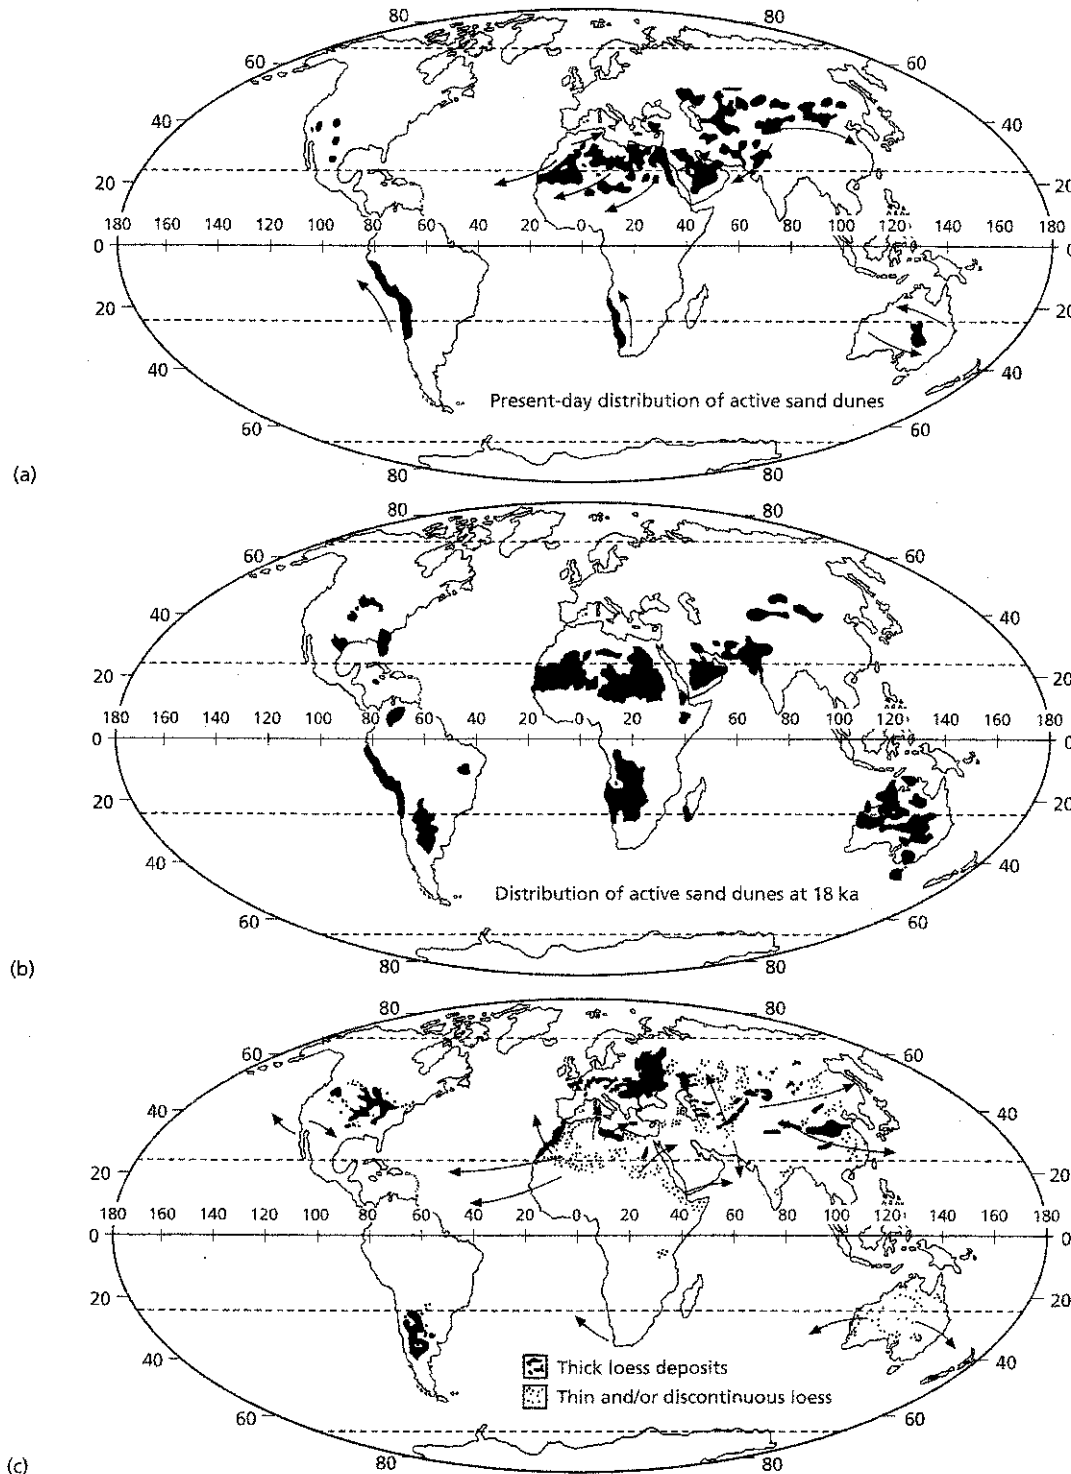 80 80
60 60
40 40
20 20
180 160 140 120 100 80 60 40 20 0 20 40 60 80 100 120 140 160 180
0 0
20 20
40 40
Present-day distribution of active sand dunes
60 60
80 80
(a)
80 80
60 60
40 40
20 20
180 160 140 120 100 80 60 40 20 0 20 40 60 80 100 120 140 160 180
0 0
20 20
40 40
Distribution of active sand dunes at 18 ka
60 60
80 80
(b)
80 80
60 60
40 40
20 20
180 160 140 120 100 80 60 40 20 0 20 40 60 80 100 120 140 160 180
0 0
20 20
40 40
Thick loess deposits
Thin and/or discontinuous loess
60 60
80 80
(c)